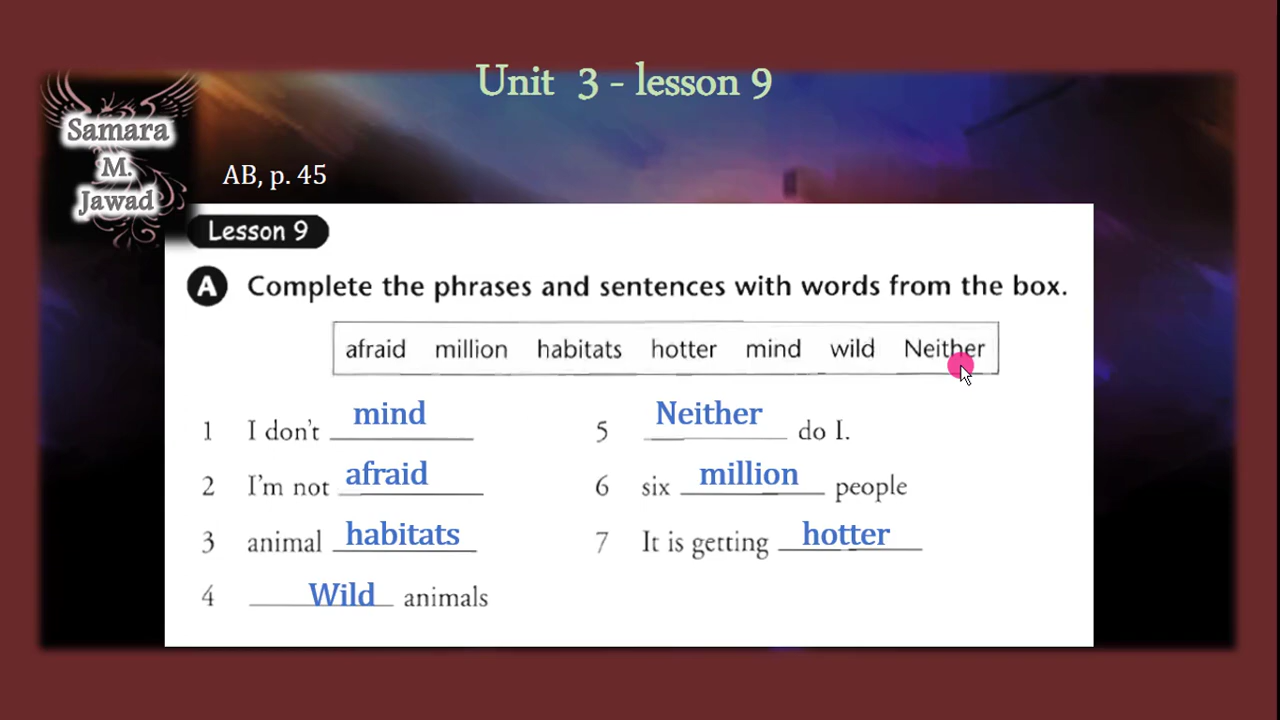 Unit 3 - lesson 9
Samara
M.
Jawad
AB, p. 45
Lesson 9
A Complete the phrases and sentences with words from the box.
afraid million habitats hotter mind wild Neither
1 I don't mind
2 I'm not afraid
3 animal habitats
4 Wild animals
5 Neither do I.
6 six million people
7 It is getting hotter